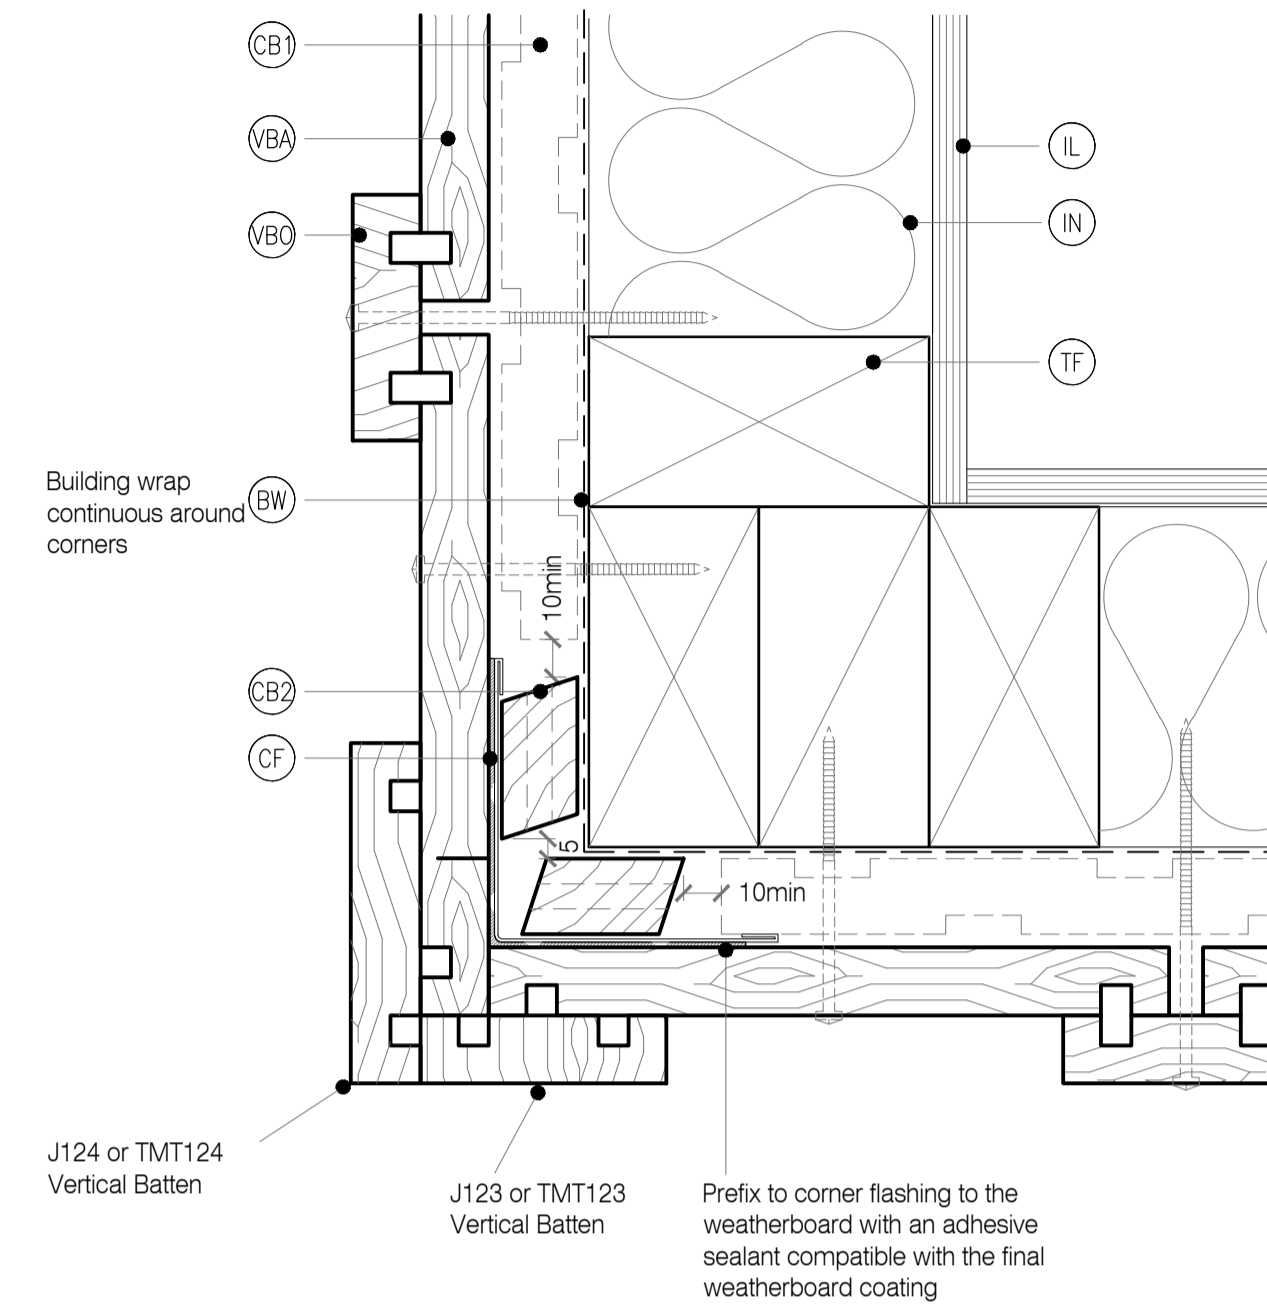 CB1
VBA
VBO
IL
IN
TF
Building wrap
continuous around
corners
BW
10min
CB2
CF
5
10min
J124 or TMT124
Vertical Batten
J123 or TMT123
Vertical Batten
Prefix to corner flashing to the
weatherboard with an adhesive
sealant compatible with the final
weatherboard coating